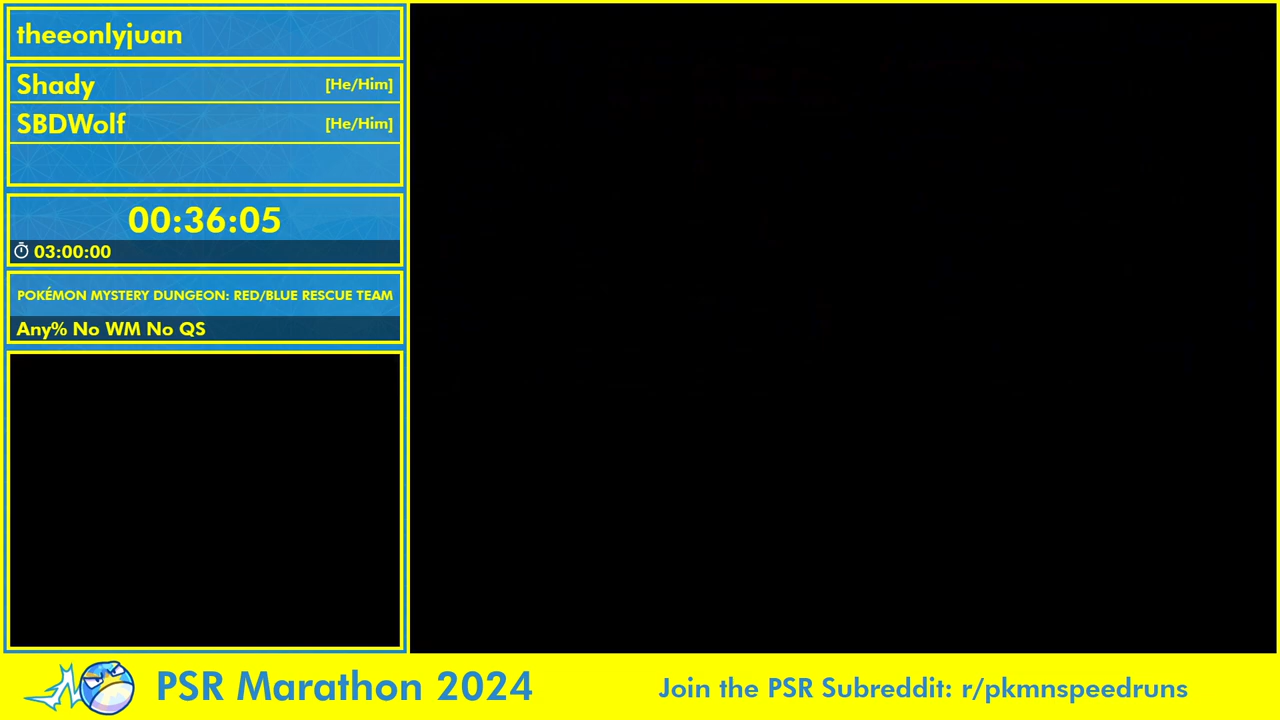 theeonlyjuan
Shady [He/Him]
SBDWolf [He/Him]
00:36:05
03:00:00
POKÉMON MYSTERY DUNGEON: RED/BLUE RESCUE TEAM
Any% No WM No QS
PSR Marathon 2024
Join the PSR Subreddit: r/pkmnspeedruns